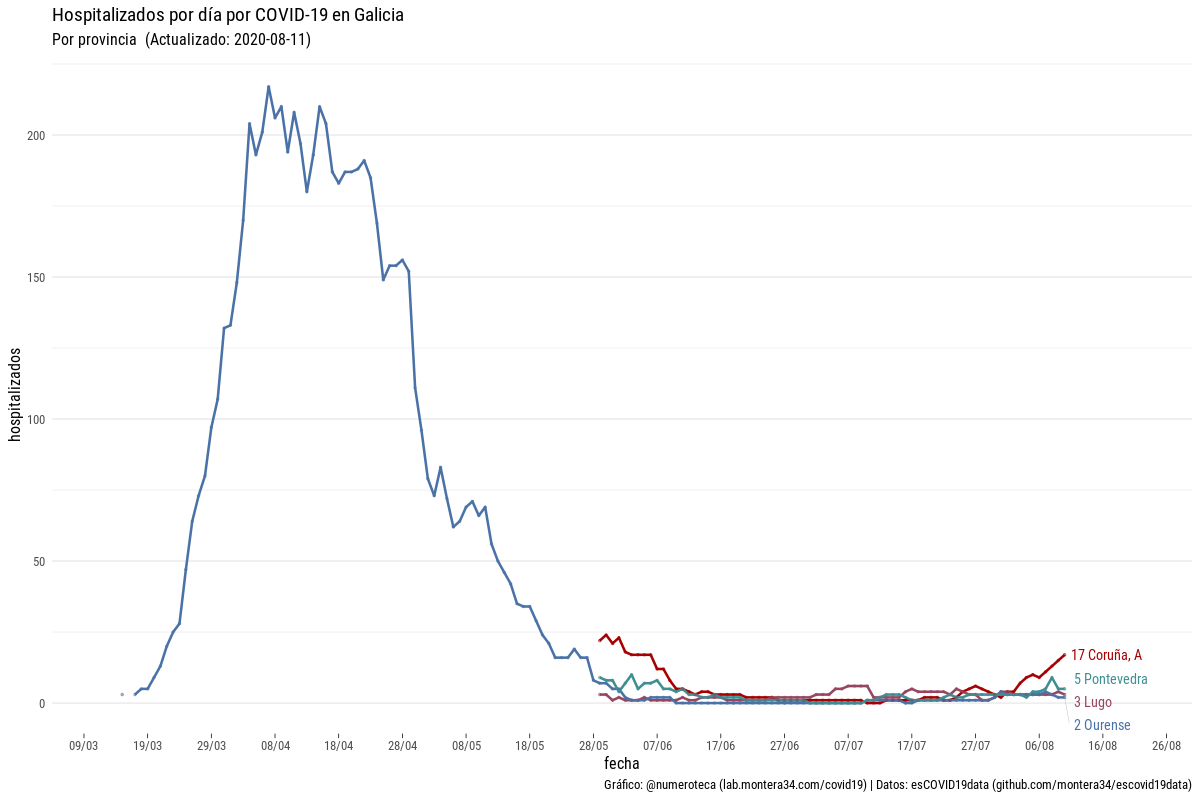 Hospitalizados por día por COVID-19 en Galicia
Por provincia (Actualizado: 2020-08-11)
hospitalizados
200
150
100
50
0
17 Coruña, A
5 Pontevedra
3 Lugo
2 Ourense
09/03 19/03 29/03 08/04 18/04 28/04 08/05 18/05 28/05 07/06 17/06 27/06 07/07 17/07 27/07 06/08 16/08 26/08
fecha
Gráfico: @numeroteca (lab.montera34.com/covid19) | Datos: esCOVID19data (github.com/montera34/escovid19data)